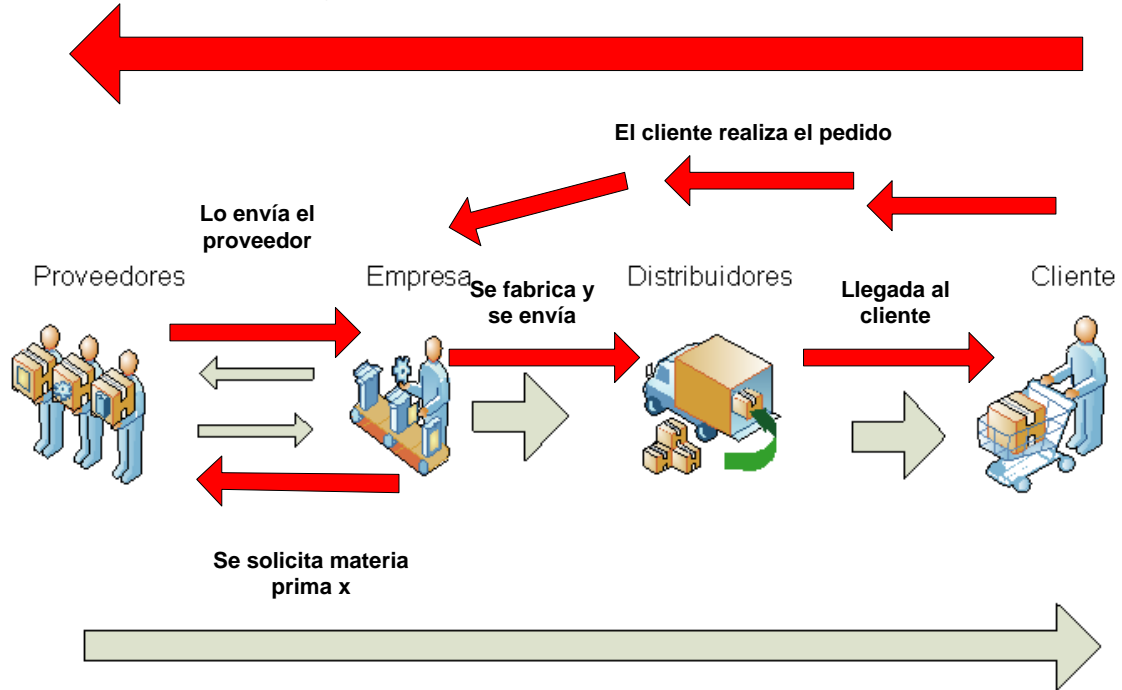 El cliente realiza el pedido
Lo envía el
proveedor
Proveedores
Empresa
Se fabrica y
se envía
Distribuidores
Llegada al
cliente
Cliente
Se solicita materia
prima x